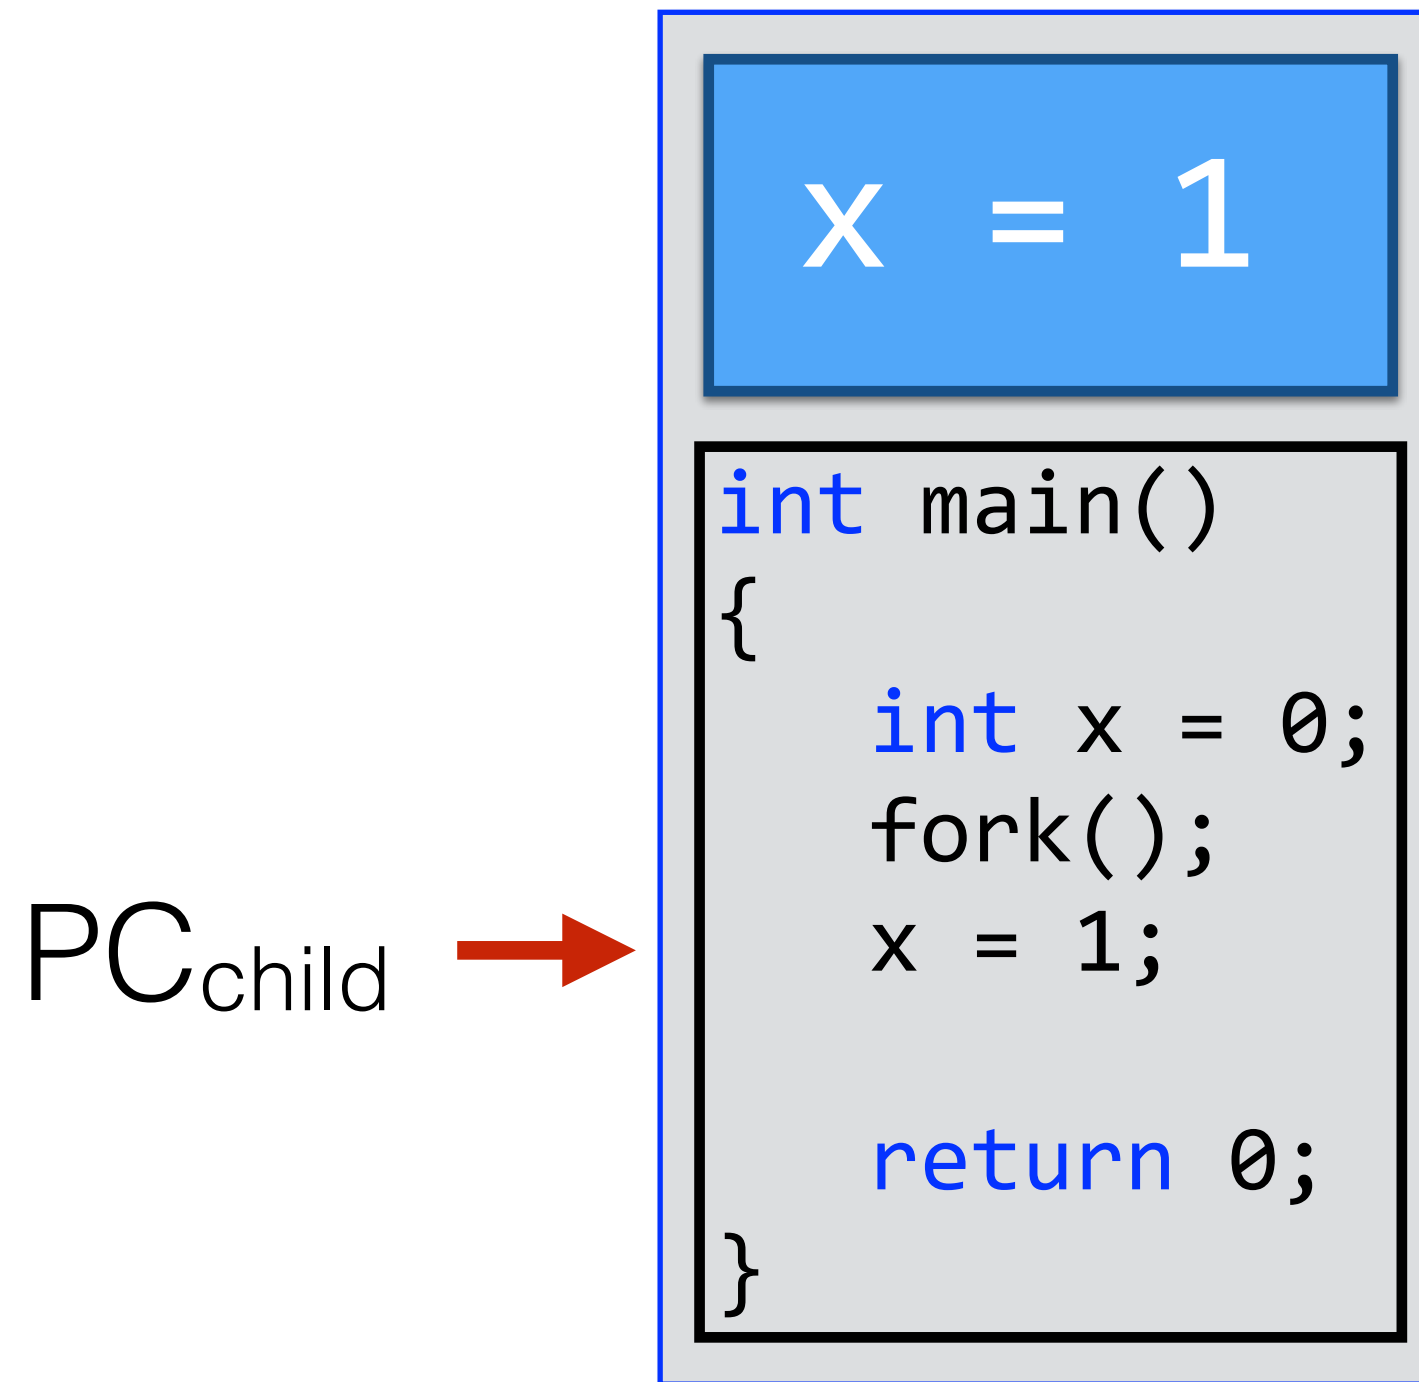 x = 1
int main()
{
int x = 0;
fork();
x = 1;
PCchild
return 0;
}